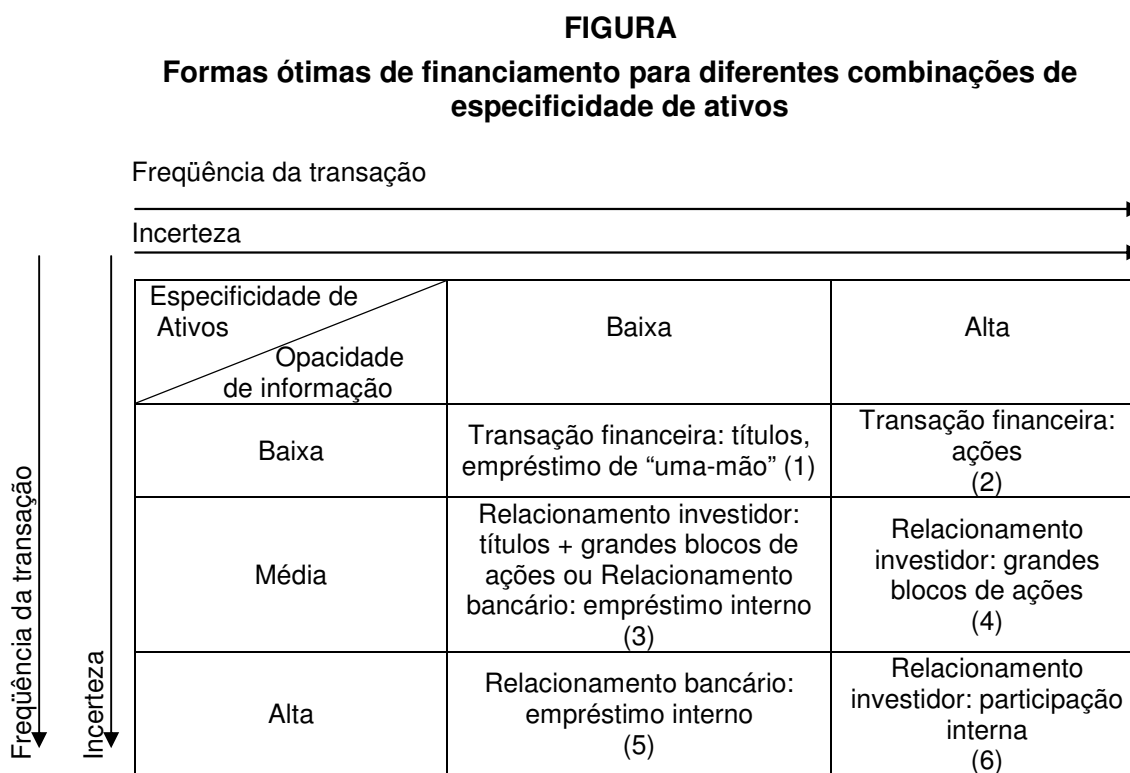 FIGURA
Formas ótimas de financiamento para diferentes combinações de
especificidade de ativos
Freqüência da transação
Incerteza
Especificidade de
Ativos
Opacidade
de informação
Baixa
Alta
Baixa
Transação financeira: títulos,
empréstimo de “uma-mão” (1)
Transação financeira:
ações
(2)
Média
Relacionamento investidor:
títulos + grandes blocos de
ações ou Relacionamento
bancário: empréstimo interno
(3)
Relacionamento
investidor: grandes
blocos de ações
(4)
Alta
Relacionamento bancário:
empréstimo interno
(5)
Relacionamento
investidor: participação
interna
(6)
Freqüência da transação
Incerteza